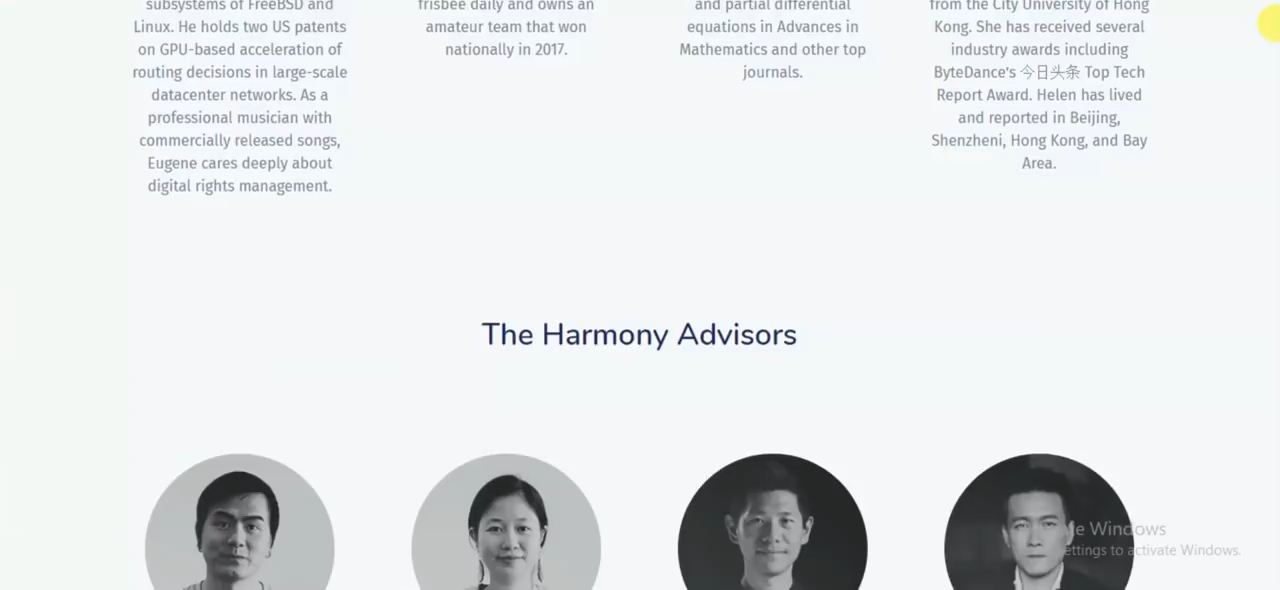 subsystems of FreeBSD and
Linux. He holds two US patents
on GPU-based acceleration of
routing decisions in large-scale
datacenter networks. As a
professional musician with
commercially released songs,
Eugene cares deeply about
digital rights management.
frisbee daily and owns an
amateur team that won
nationally in 2017.
and partial differential
equations in Advances in
Mathematics and other top
journals.
from the City University of Hong
Kong. She has received several
industry awards including
ByteDance's 今日头条 Top Tech
Report Award. Helen has lived
and reported in Beijing,
Shenzheni, Hong Kong, and Bay
Area.
The Harmony Advisors
Windows
to activate Windows.